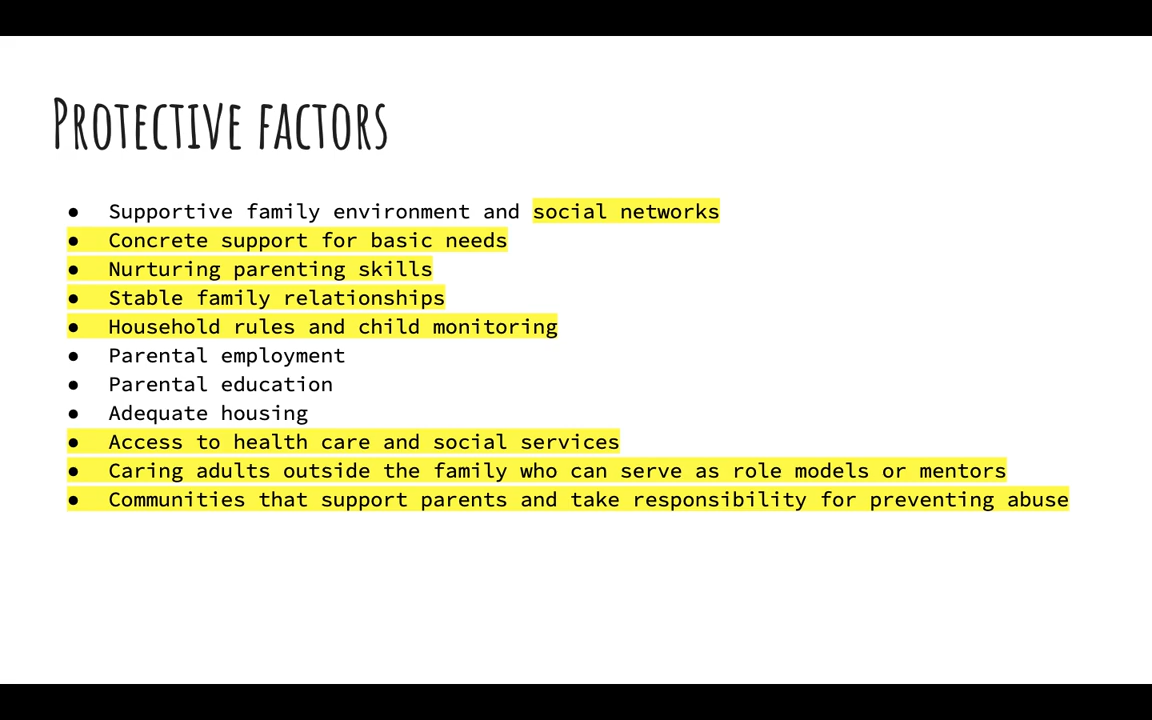 Protective factors
● Supportive family environment and social networks
● Concrete support for basic needs
● Nurturing parenting skills
● Stable family relationships
● Household rules and child monitoring
● Parental employment
● Parental education
● Adequate housing
● Access to health care and social services
● Caring adults outside the family who can serve as role models or mentors
● Communities that support parents and take responsibility for preventing abuse